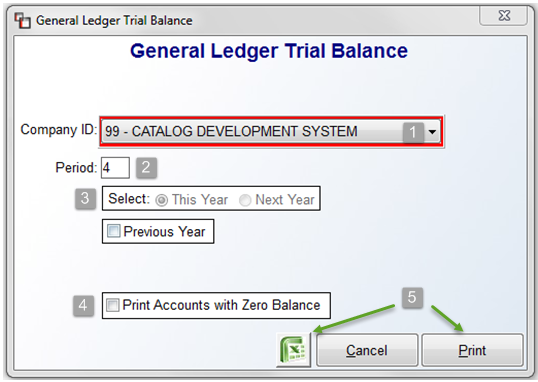 General Ledger Trial Balance
General Ledger Trial Balance
Company ID: 99 - CATALOG DEVELOPMENT SYSTEM 1
Period: 4 2
3 Select: This Year Next Year
Previous Year
4 Print Accounts with Zero Balance
5
Cancel Print